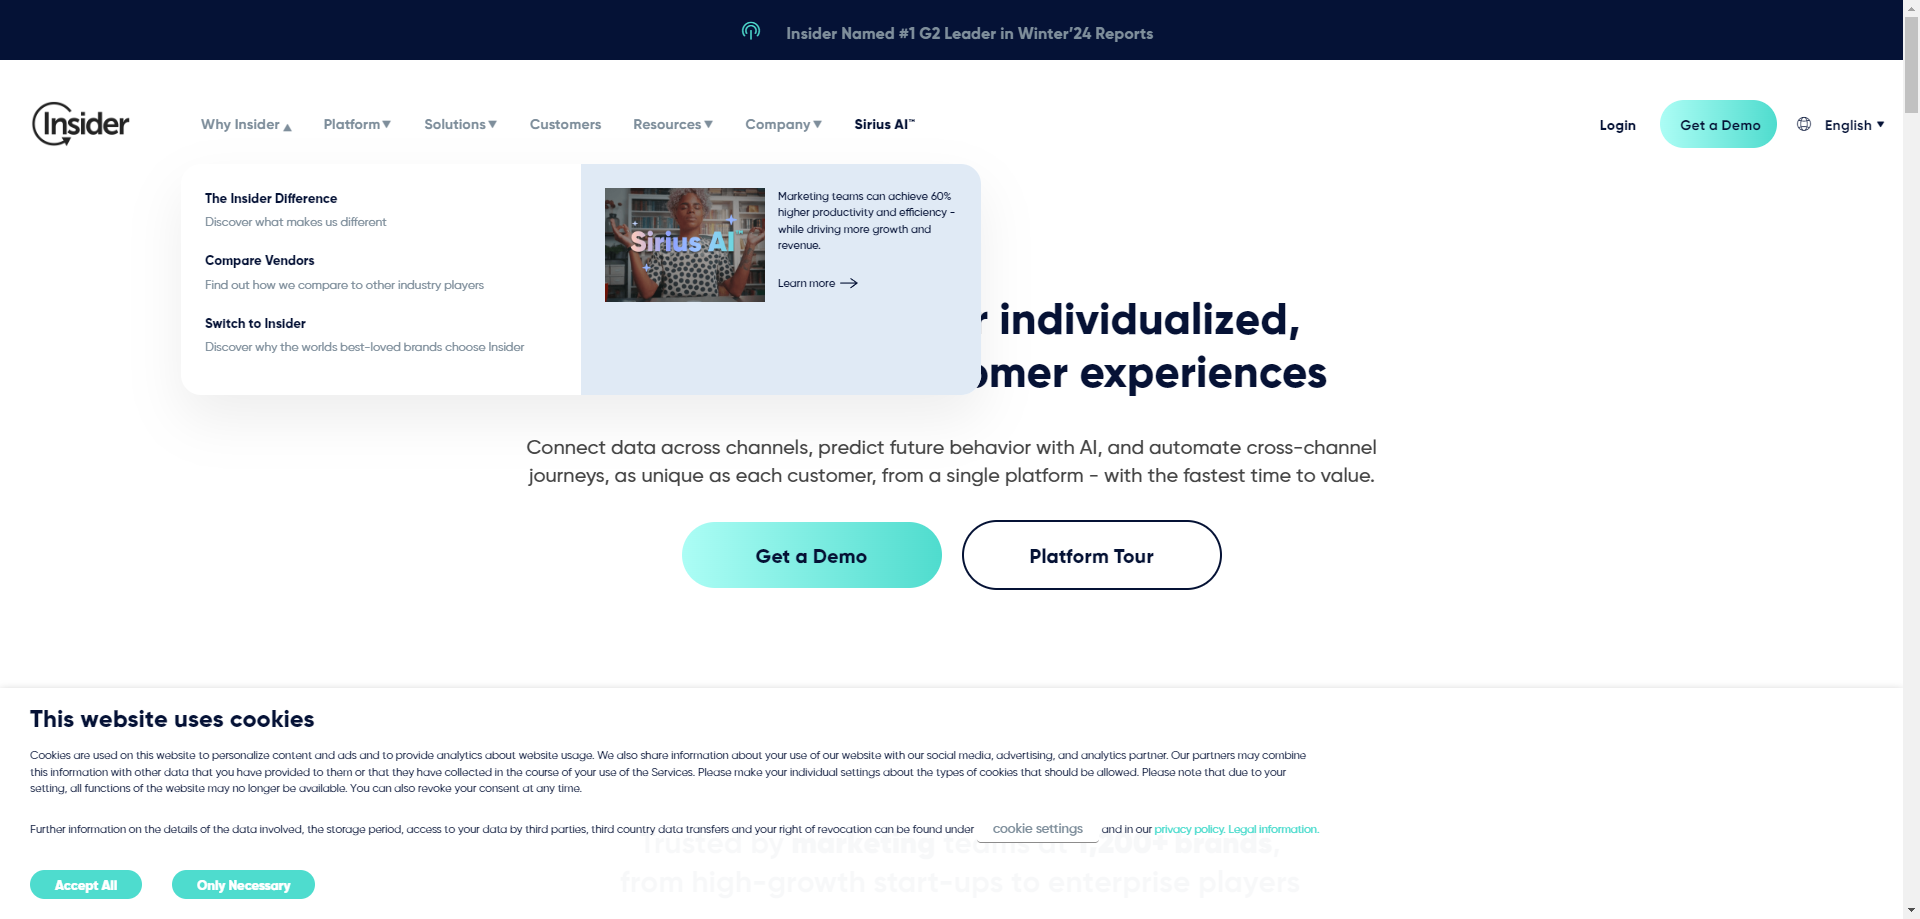 Insider Named #1 G2 Leader in Winter'24 Reports
Insider
Why Insider
Platform
Solutions
Customers
Resources
Company
Sirius AI™
Login
Get a Demo
English
The Insider Difference
Discover what makes us different
Compare Vendors
Find out how we compare to other industry players
Switch to Insider
Discover why the worlds best-loved brands choose Insider
Sirius AI™
Marketing teams can achieve 60%
higher productivity and efficiency -
while driving more growth and
revenue.
Learn more
individualized,
experiences
Connect data across channels, predict future behavior with AI, and automate cross-channel
journeys, as unique as each customer, from a single platform - with the fastest time to value.
Get a Demo
Platform Tour
This website uses cookies
Cookies are used on this website to personalize content and ads and to provide analytics about website usage. We also share information about your use of our website with our social media, advertising, and analytics partner. Our partners may combine
this information with other data that you have provided to them or that they have collected in the course of your use of the Services. Please make your individual settings about the types of cookies that should be allowed. Please note that due to your
setting, all functions of the website may no longer be available. You can also revoke your consent at any time.
Further information on the details of the data involved, the storage period, access to your data by third parties, third country data transfers and your right of revocation can be found under cookie settings and in our privacy policy. Legal information.
Trusted by marketing teams at 1,200+ brands,
from high-growth start-ups to enterprise players
Accept All
Only Necessary